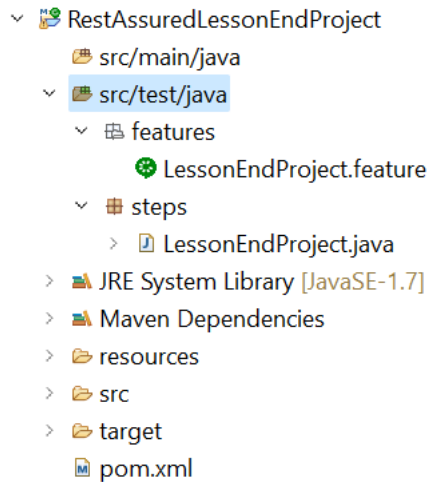 RestAssuredLessonEndProject
src/main/java
src/test/java
features
LessonEndProject.feature
steps
LessonEndProject.java
JRE System Library [JavaSE-1.7]
Maven Dependencies
resources
src
target
pom.xml